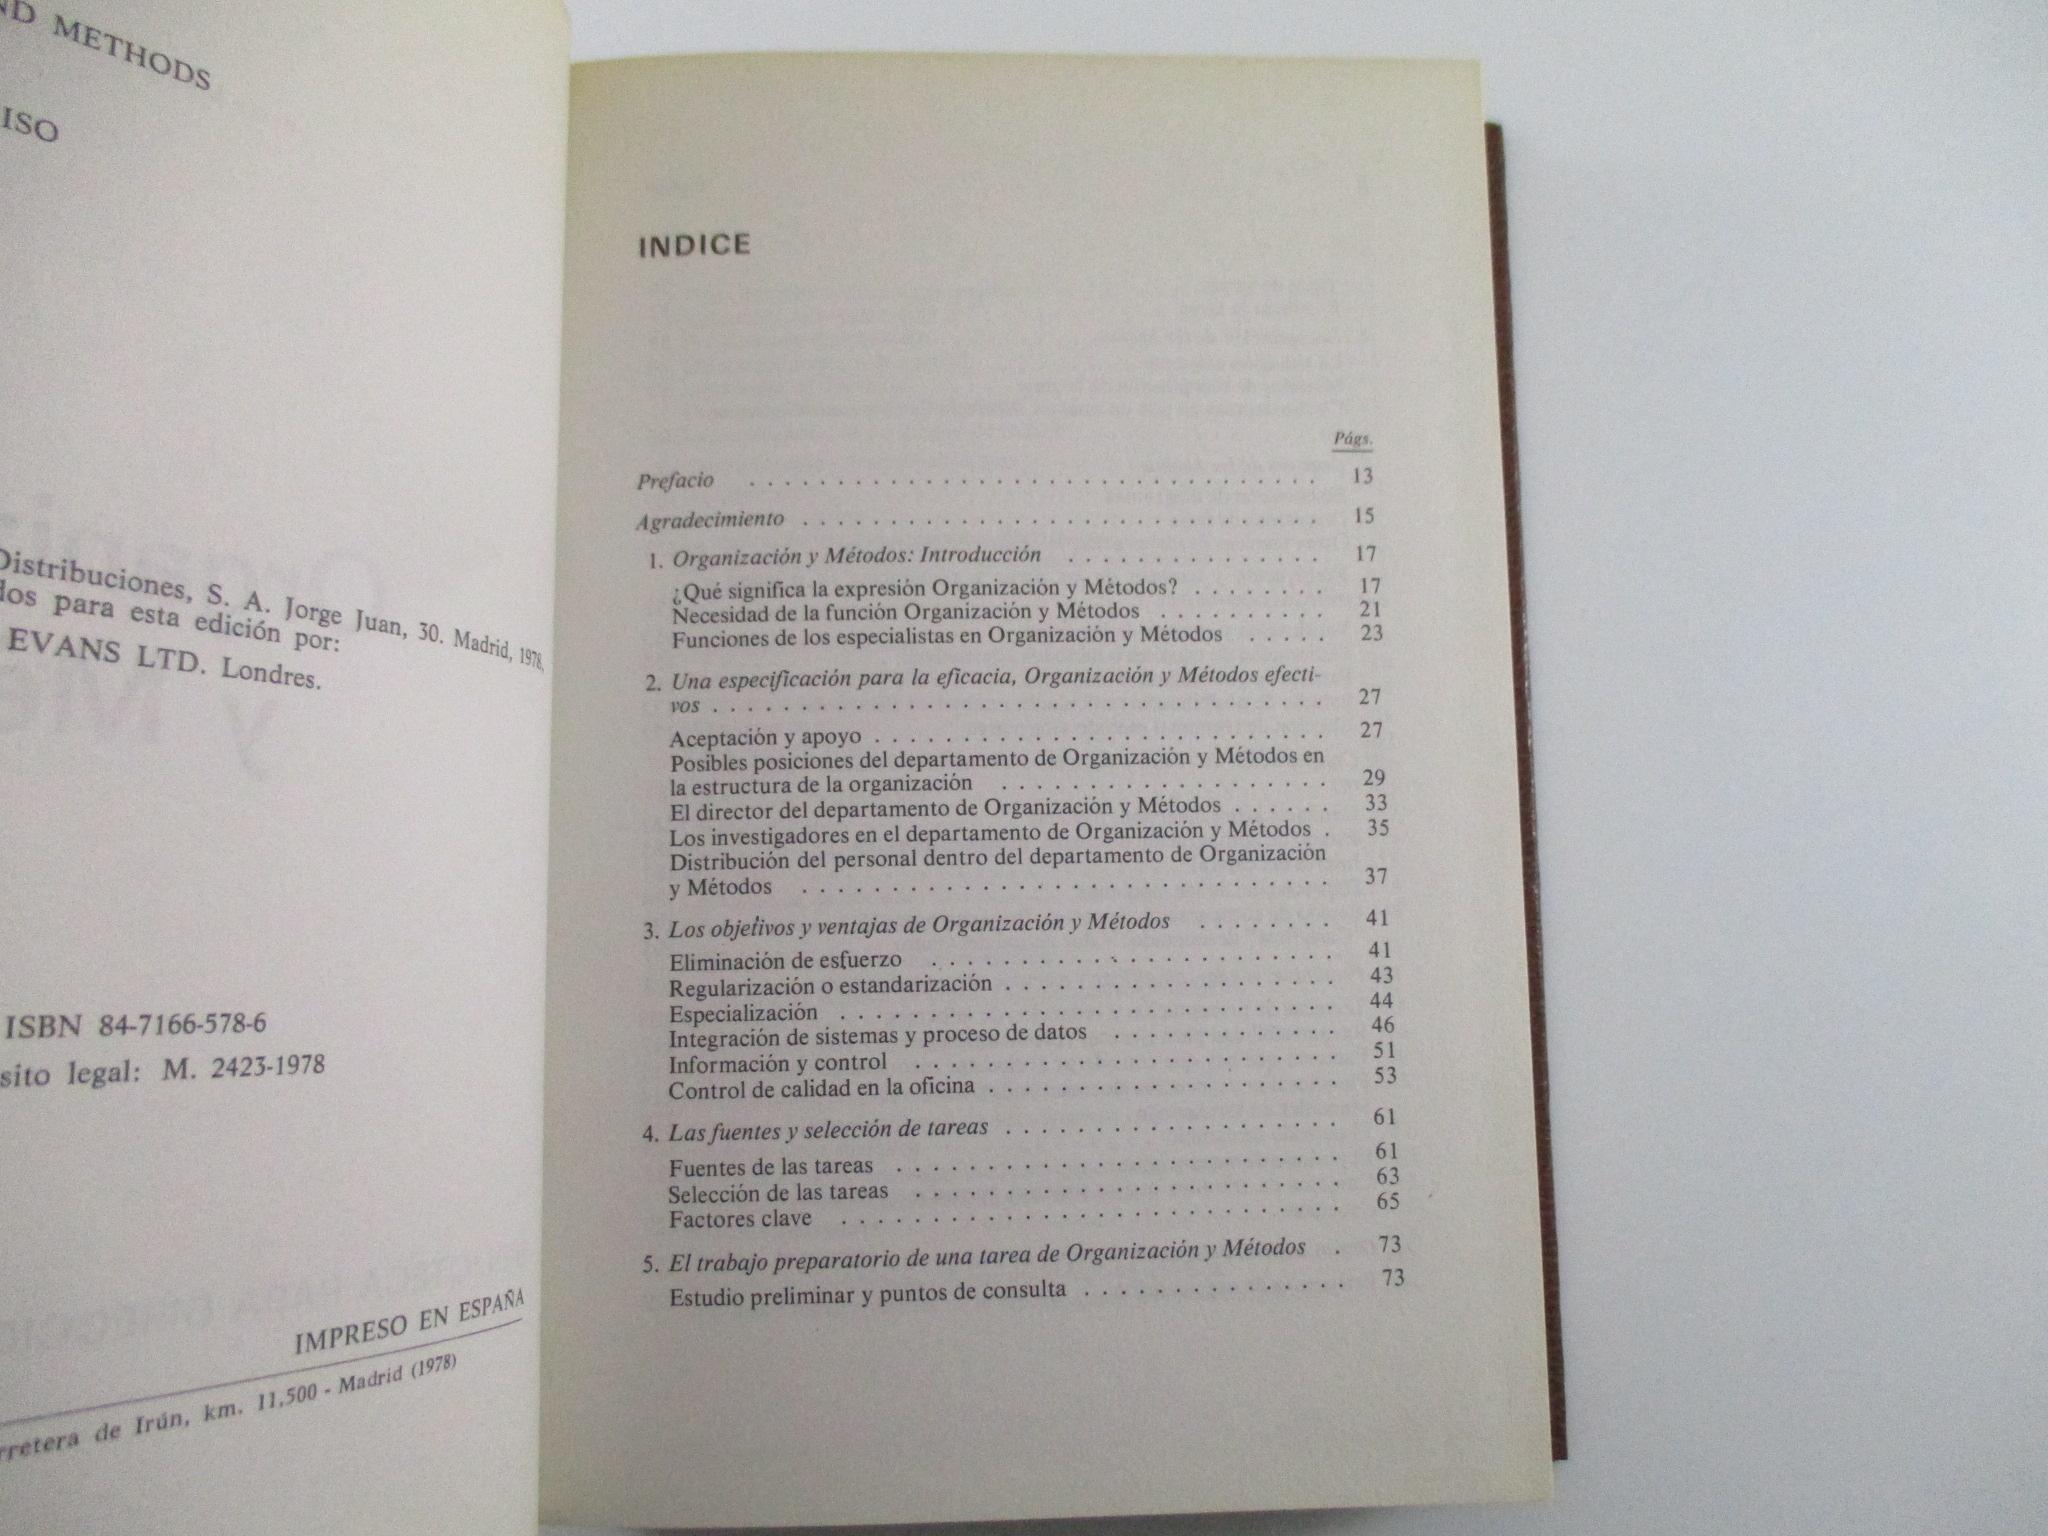 ND METHODS
ISO
Distribuciones, S. A. Jorge Juan, 30. Madrid, 1978.
dos para esta edición por:
EVANS LTD. Londres.
ISBN 84-7166-578-6
sito legal: M. 2423-1978
IMPRESO EN ESPAÑA
rretera de Irún, km. 11,500 - Madrid (1978)
INDICE
Págs.
Prefacio . . . . . . . . . . . . . . . . . . . . 13
Agradecimiento . . . . . . . . . . . . . . . . . . . . 15
1. Organización y Métodos: Introducción . . . . . . . . . . 17
¿Qué significa la expresión Organización y Métodos? . . . . . . . . 17
Necesidad de la función Organización y Métodos . . . . . . . . . . 21
Funciones de los especialistas en Organización y Métodos . . . . . 23
2. Una especificación para la eficacia, Organización y Métodos efecti-
vos . . . . . . . . . . . . . . . . . . . . 27
Aceptación y apoyo . . . . . . . . . . . . . . . . . . . . 27
Posibles posiciones del departamento de Organización y Métodos en
la estructura de la organización . . . . . . . . . . . . . . . 29
El director del departamento de Organización y Métodos . . . . . . 33
Los investigadores en el departamento de Organización y Métodos . 35
Distribución del personal dentro del departamento de Organización
y Métodos . . . . . . . . . . . . . . . . . . . . 37
3. Los objetivos y ventajas de Organización y Métodos . . . . . . . . 41
Eliminación de esfuerzo . . . . . . . . . . . . . . . . . . . . 41
Regularización o estandarización . . . . . . . . . . . . . . . . . 43
Especialización . . . . . . . . . . . . . . . . . . . . 44
Integración de sistemas y proceso de datos . . . . . . . . . . . . . 46
Información y control . . . . . . . . . . . . . . . . . . . . 51
Control de calidad en la oficina . . . . . . . . . . . . . . . . . . 53
4. Las fuentes y selección de tareas . . . . . . . . . . . . . . . . . 61
Fuentes de las tareas . . . . . . . . . . . . . . . . . . . . 61
Selección de las tareas . . . . . . . . . . . . . . . . . . . . 63
Factores clave . . . . . . . . . . . . . . . . . . . . 65
5. El trabajo preparatorio de una tarea de Organización y Métodos . 73
Estudio preliminar y puntos de consulta . . . . . . . . . . . . . . . 73